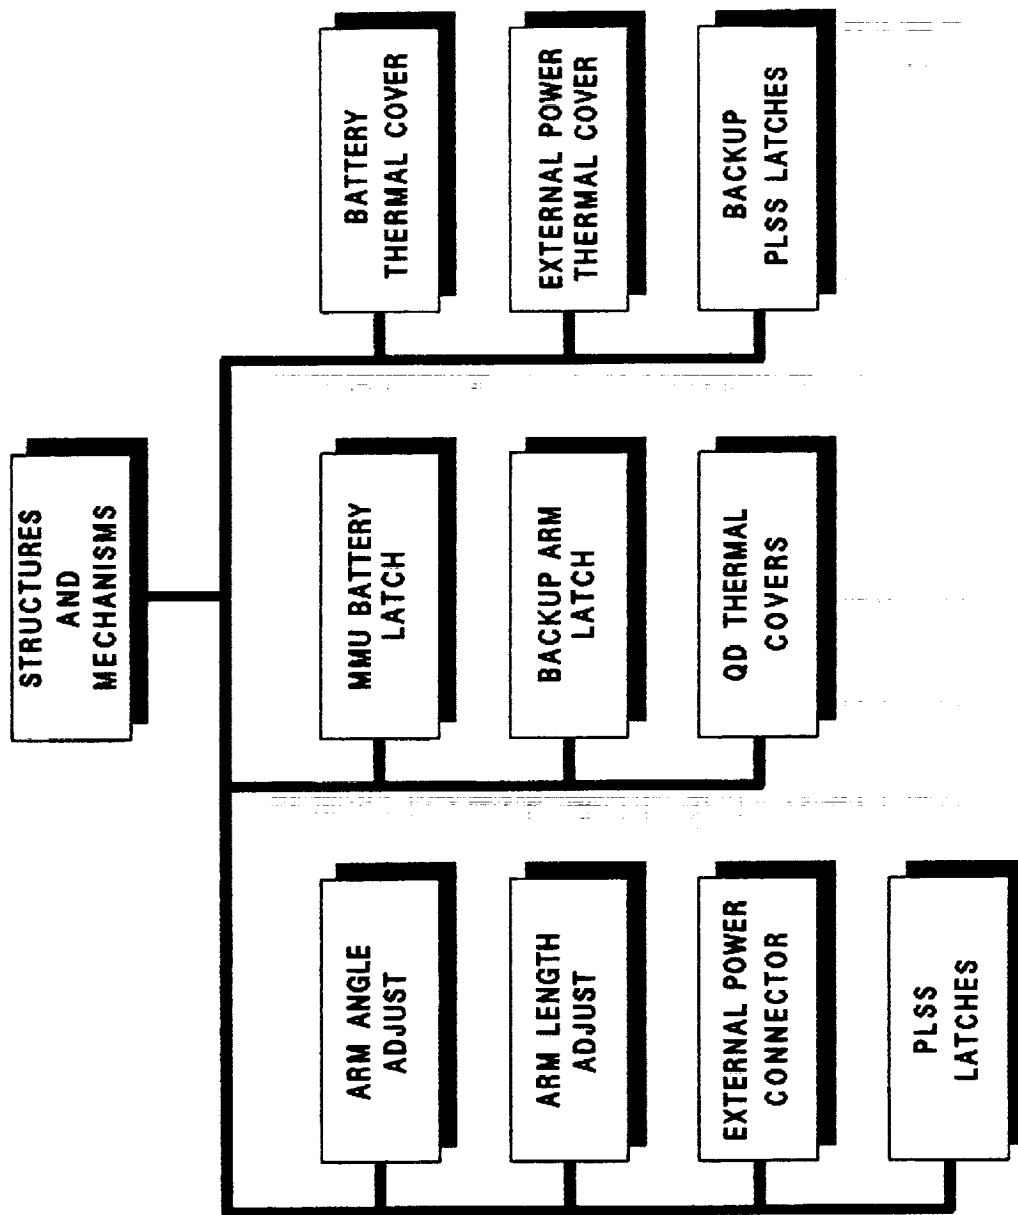 STRUCTURES
AND
MECHANISMS
ARM ANGLE
ADJUST
ARM LENGTH
ADJUST
EXTERNAL POWER
CONNECTOR
PLSS
LATCHES
MMU BATTERY
LATCH
BACKUP ARM
LATCH
QD THERMAL
COVERS
BATTERY
THERMAL COVER
EXTERNAL POWER
THERMAL COVER
BACKUP
PLSS LATCHES